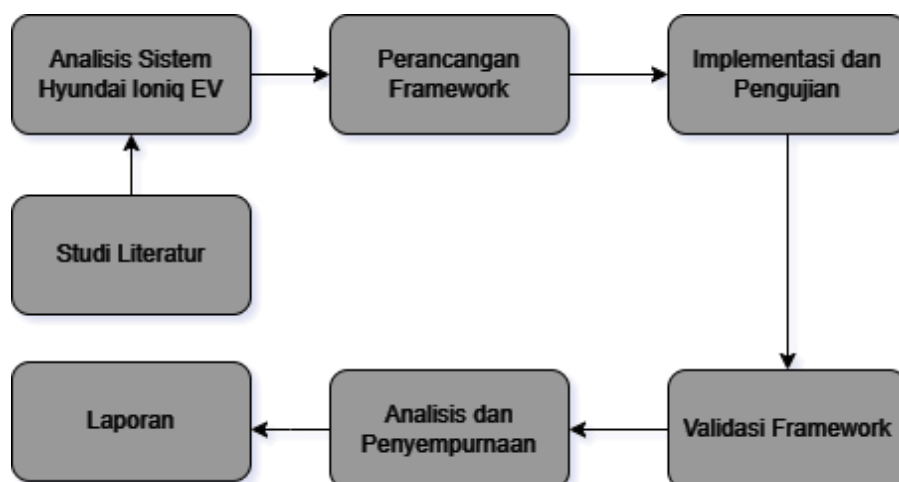 Analisis Sistem
Hyundai Ioniq EV
Perancangan
Framework
Implementasi dan
Pengujian
Studi Literatur
Laporan
Analisis dan
Penyempurnaan
Validasi Framework